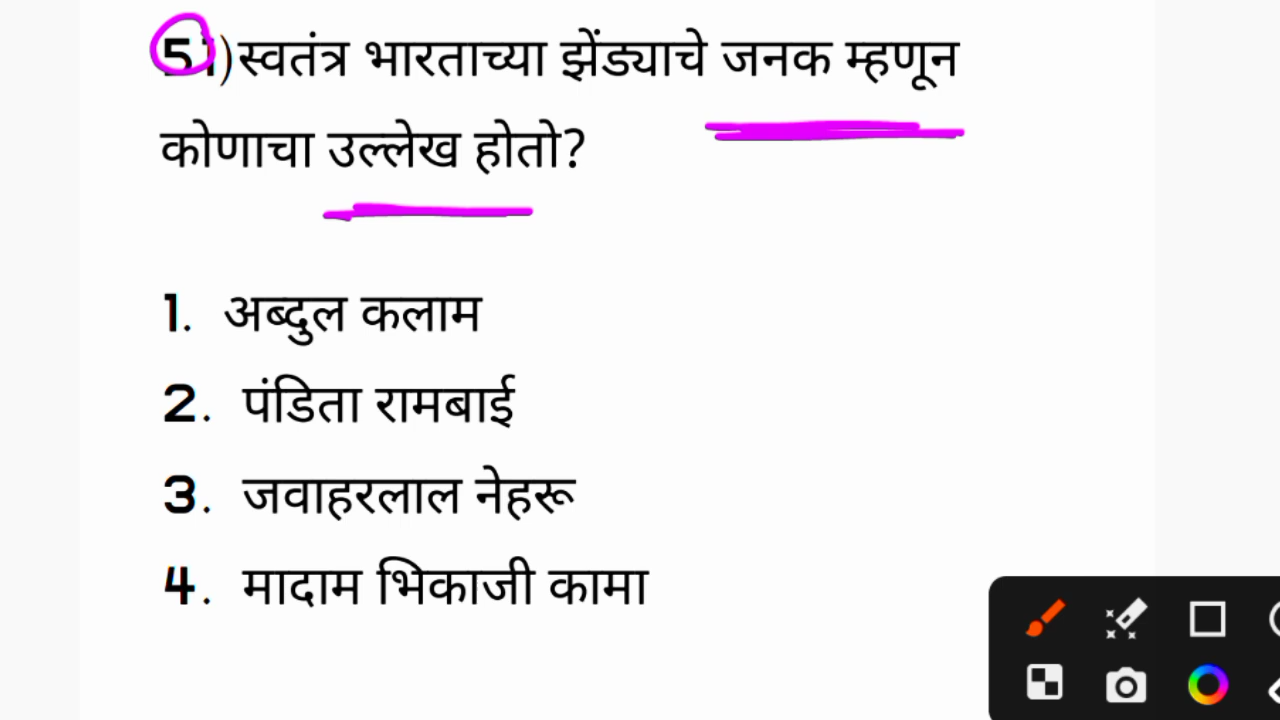 51)स्वतंत्र भारताच्या झेंड्याचे जनक म्हणून
कोणाचा उल्लेख होतो?
1. अब्दुल कलाम
2. पंडिता रामबाई
3. जवाहरलाल नेहरू
4. मादाम भिकाजी कामा